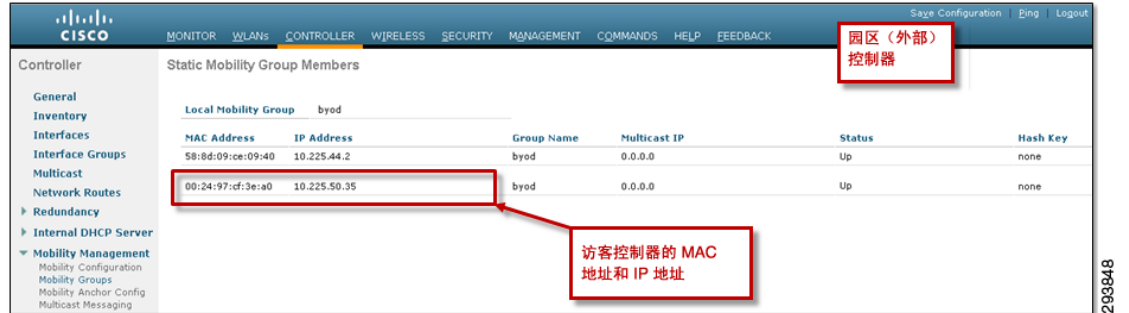 Save Configuration | Ping | Logout
CISCO
MONITOR WLANs CONTROLLER WIRELESS SECURITY MANAGEMENT COMMANDS HELP FEEDBACK
园区（外部）
控制器
Controller
General
Inventory
Interfaces
Interface Groups
Multicast
Network Routes
Redundancy
Internal DHCP Server
Mobility Management
Mobility Configuration
Mobility Groups
Mobility Anchor Config
Multicast Messaging
Static Mobility Group Members
Local Mobility Group byod
MAC Address IP Address Group Name Multicast IP Status Hash Key
58:8d:09:ce:09:40 10.225.44.2 byod 0.0.0.0 Up none
00:24:97:cf:3e:a0 10.225.50.35 byod 0.0.0.0 Up none
访客控制器的 MAC
地址和 IP 地址
293848